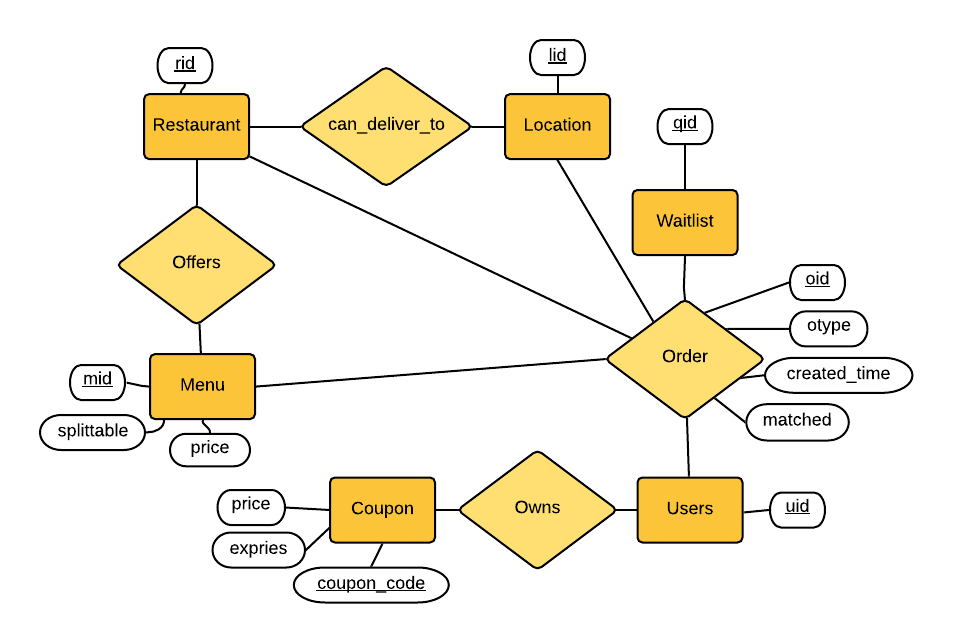 rid
lid
Restaurant
can_deliver_to
Location
qid
Waitlist
Offers
oid
otype
Order
created_time
mid
Menu
matched
splittable
price
price
Coupon
Owns
Users
uid
expries
coupon_code